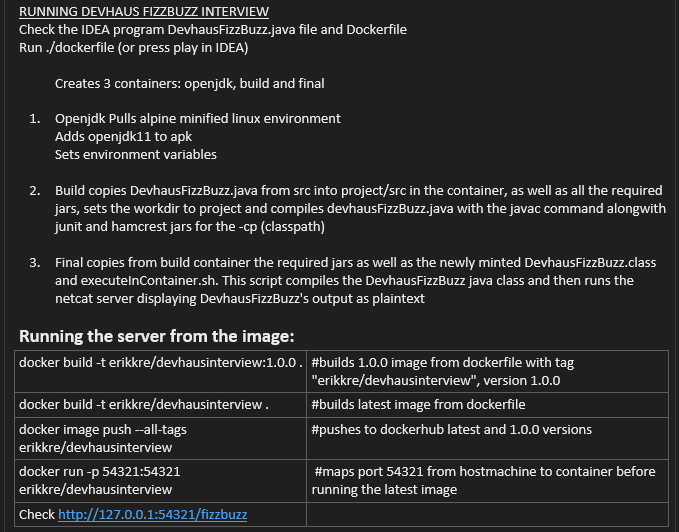 RUNNING DEVHAUS FIZZBUZZ INTERVIEW
Check the IDEA program DevhausFizzBuzz.java file and Dockerfile
Run ./dockerfile (or press play in IDEA)
Creates 3 containers: openjdk, build and final
1. Openjdk Pulls alpine minified linux environment
Adds openjdk11 to apk
Sets environment variables
2. Build copies DevhausFizzBuzz.java from src into project/src in the container, as well as all the required
jars, sets the workdir to project and compiles devhausFizzBuzz.java with the javac command alongwith
junit and hamcrest jars for the -cp (classpath)
3. Final copies from build container the required jars as well as the newly minted DevhausFizzBuzz.class
and executeInContainer.sh. This script compiles the DevhausFizzBuzz java class and then runs the
netcat server displaying DevhausFizzBuzz's output as plaintext
Running the server from the image:
docker build -t erikkre/devhausinterview:1.0.0 .
#builds 1.0.0 image from dockerfile with tag
"erikkre/devhausinterview", version 1.0.0
docker build -t erikkre/devhausinterview .
#builds latest image from dockerfile
docker image push --all-tags
erikkre/devhausinterview
#pushes to dockerhub latest and 1.0.0 versions
docker run -p 54321:54321
erikkre/devhausinterview
#maps port 54321 from hostmachine to container before
running the latest image
Check http://127.0.0.1:54321/fizzbuzz